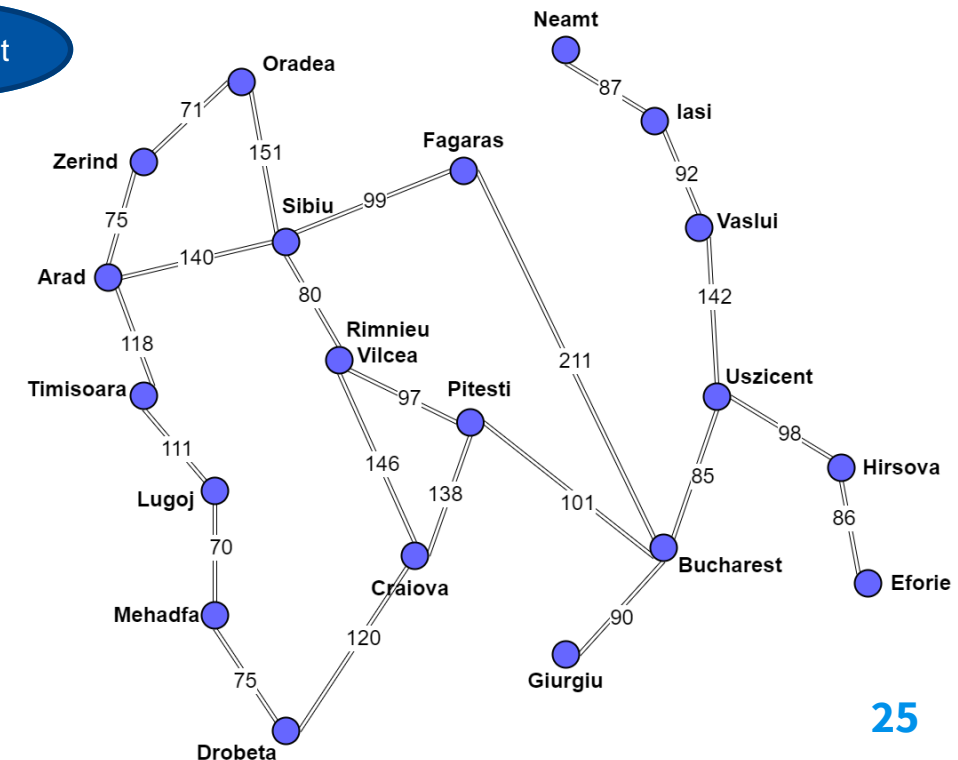 t
Neamt
Oradea
87
Iasi
71
Fagaras
151
Zerind
92
99
Sibiu
75
Vaslui
140
Arad
80
142
Rimnieu
118
Vilcea
211
Uszicent
Timisoara
Pitesti
97
98
111
146
Hirsova
85
Lugoj
138
101
86
70
Bucharest
Craiova
Eforie
Mehadfa
90
120
75
Giurgiu
25
Drobeta